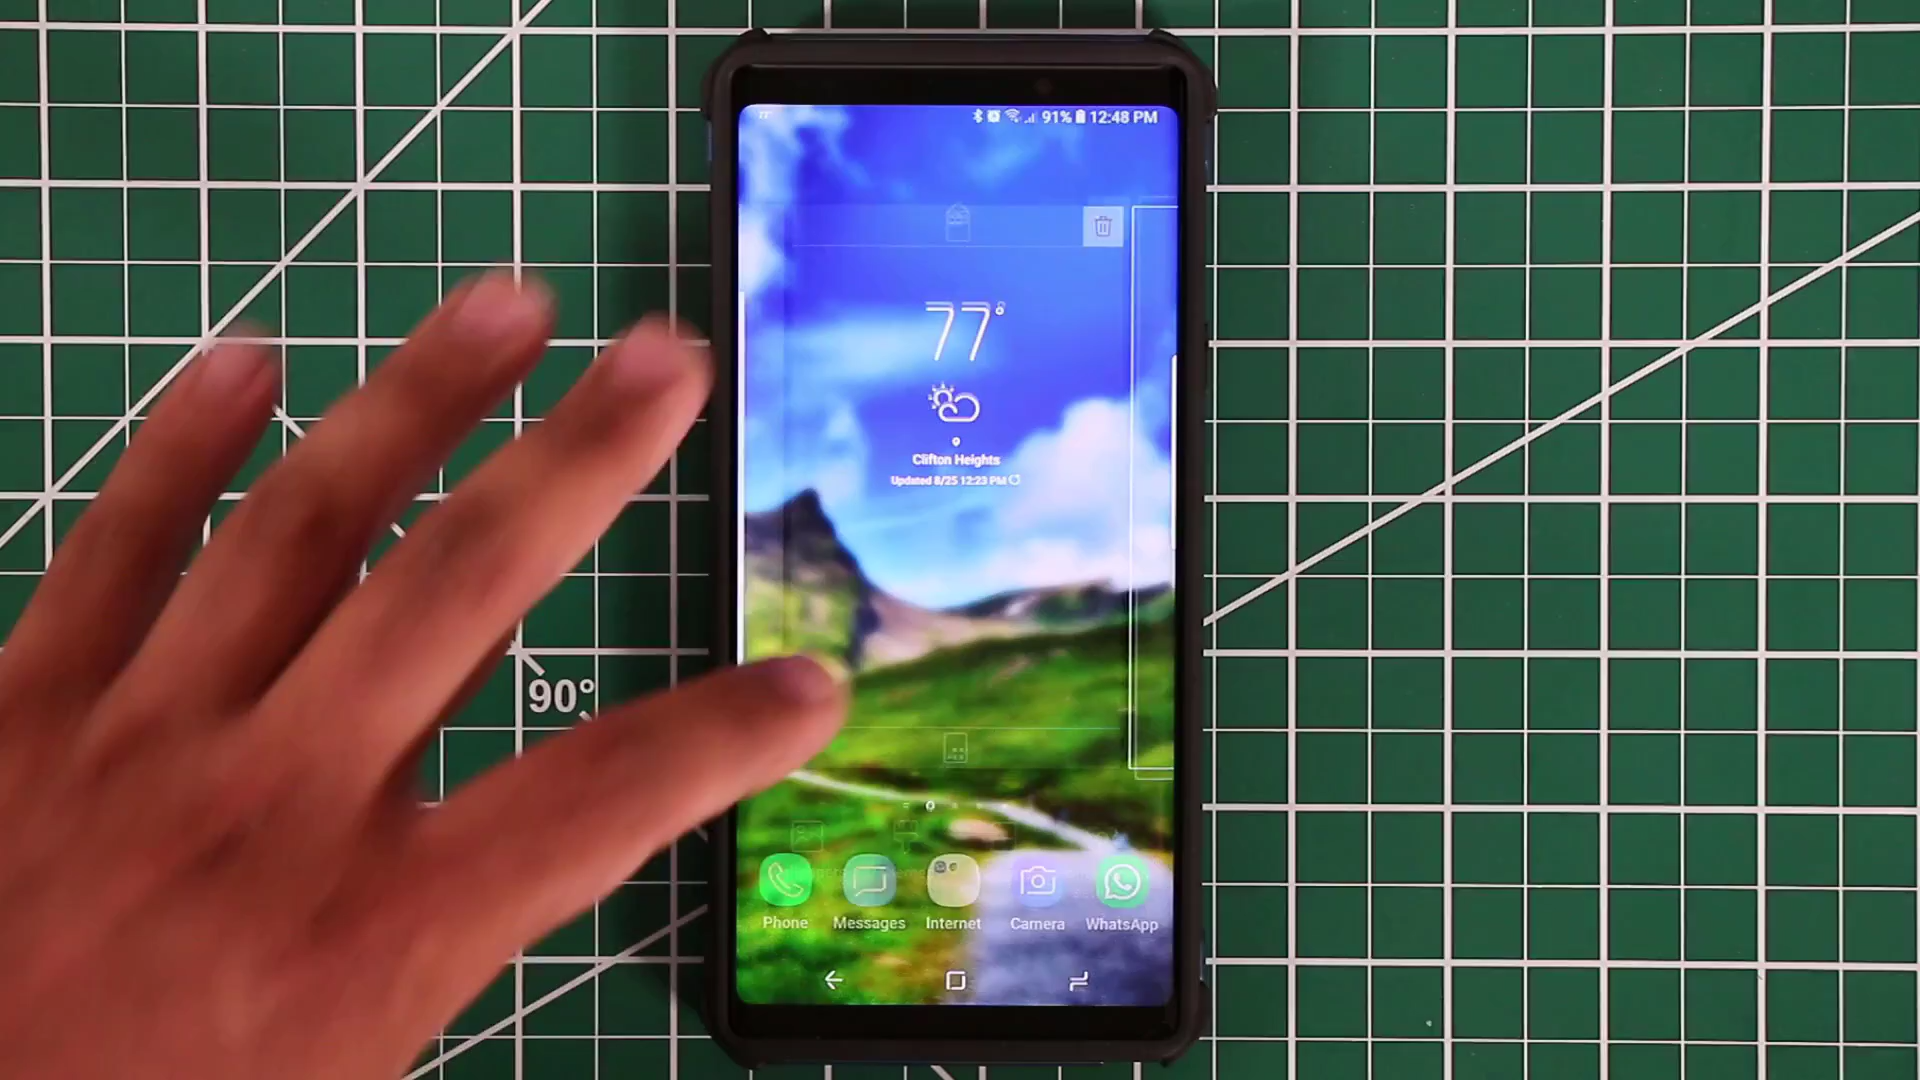 77°
91% 12:48 PM
77°
Clifton Heights
Updated 8/25 12:23 PM
90°
Phone Messages Internet Camera WhatsApp